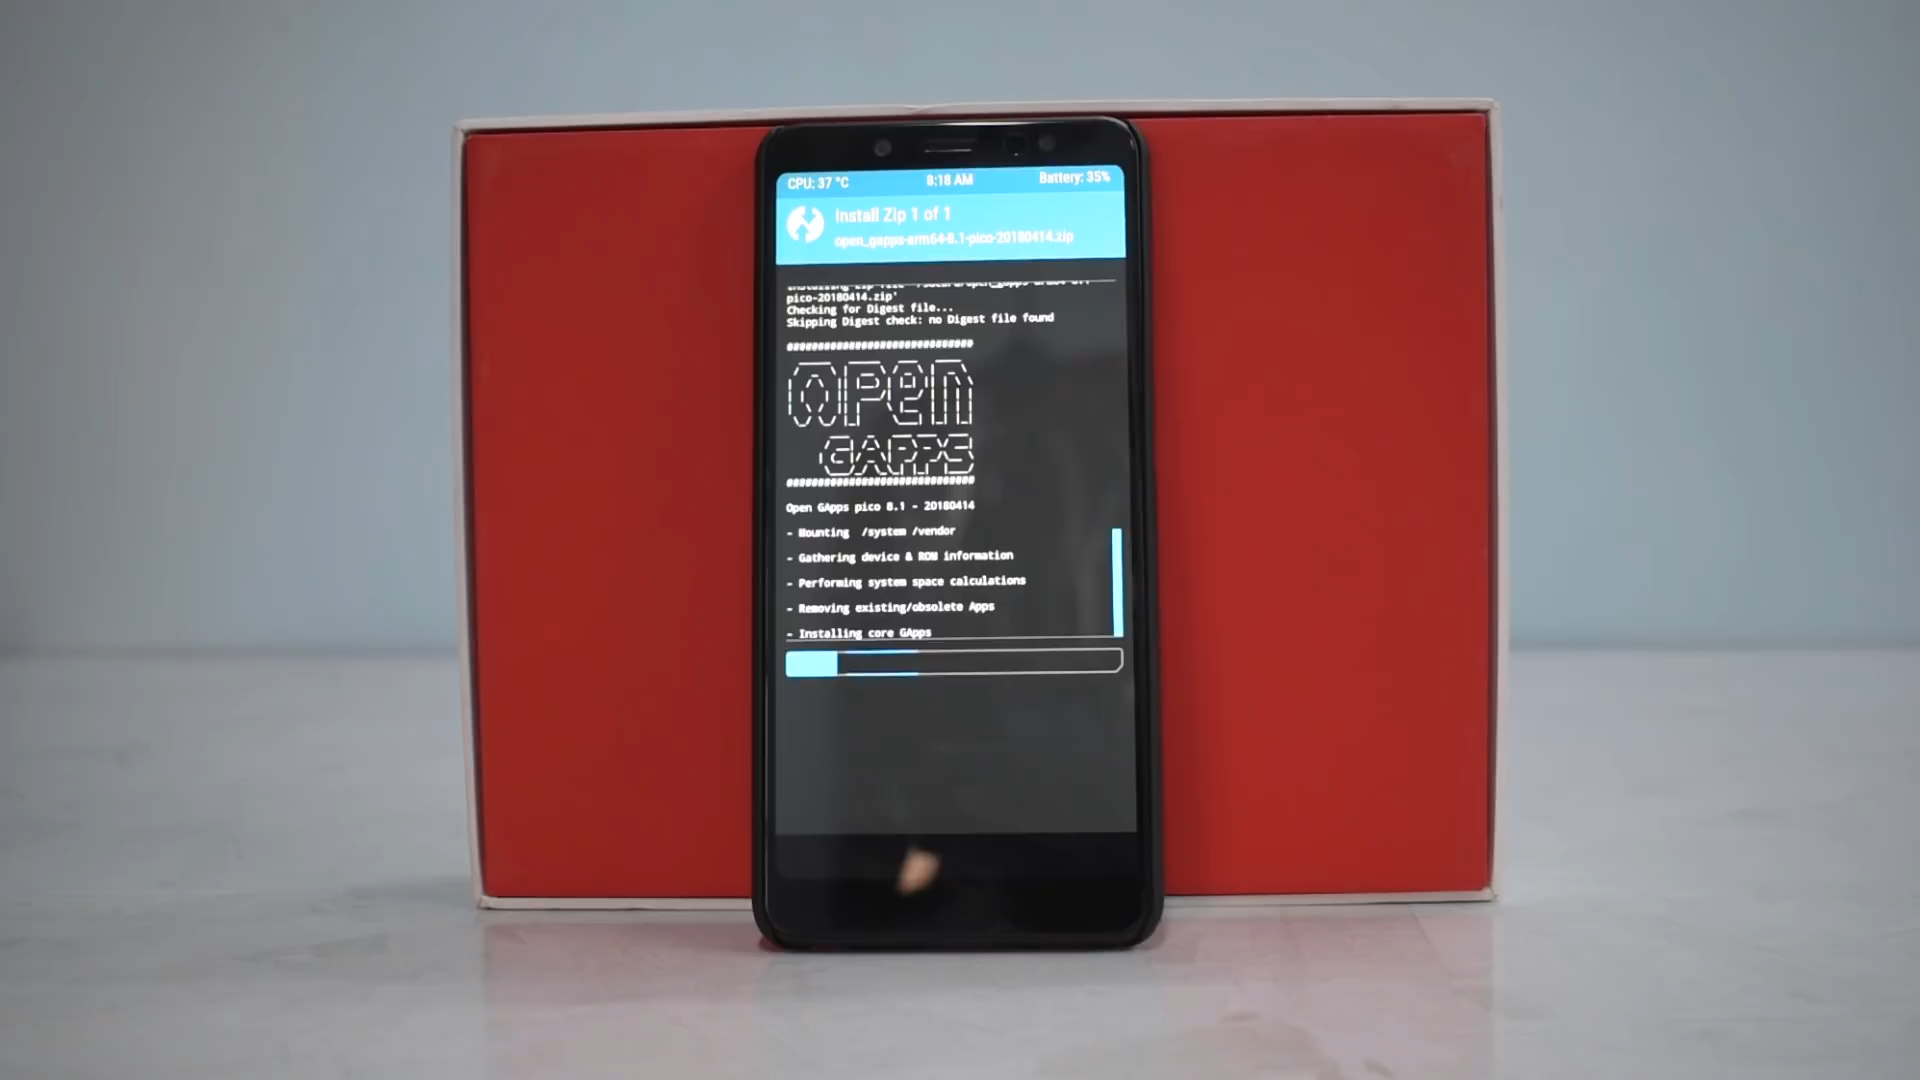 CPU: 37 °C 8:18 AM Battery: 35%
Install Zip 1 of 1
open_gapps-arm64-8.1-pico-20180414.zip
pico-20180414.zip'
Checking for Digest file...
Skipping Digest check: no Digest file found
##############################
OPEN
GAPPS
##############################
Open GApps pico 8.1 - 20180414
- Mounting /system /vendor
- Gathering device & ROM information
- Performing system space calculations
- Removing existing/obsolete Apps
- Installing core GApps